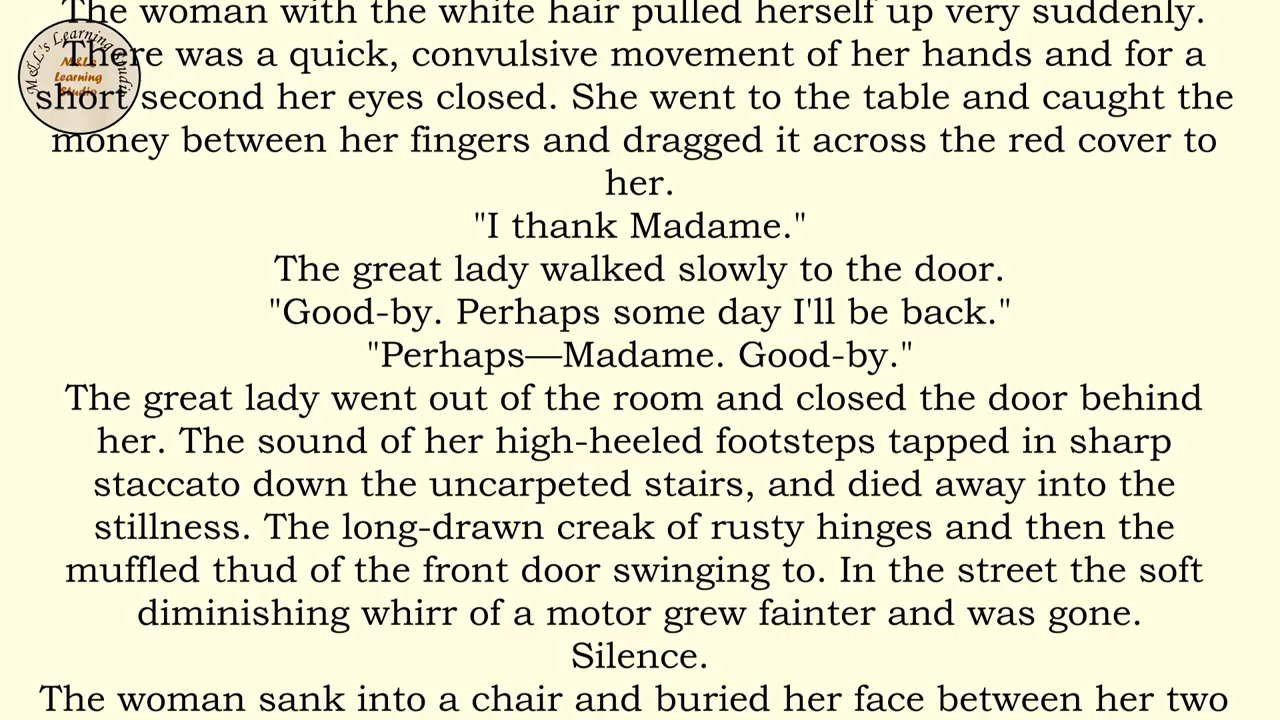 The woman with the white hair pulled herself up very suddenly.
There was a quick, convulsive movement of her hands and for a
short second her eyes closed. She went to the table and caught the
money between her fingers and dragged it across the red cover to
her.
"I thank Madame."
The great lady walked slowly to the door.
"Good-by. Perhaps some day I'll be back."
"Perhaps—Madame. Good-by."
The great lady went out of the room and closed the door behind
her. The sound of her high-heeled footsteps tapped in sharp
staccato down the uncarpeted stairs, and died away into the
stillness. The long-drawn creak of rusty hinges and then the
muffled thud of the front door swinging to. In the street the soft
diminishing whirr of a motor grew fainter and was gone.
Silence.
The woman sank into a chair and buried her face between her two
M&L's Learning Studio
M&L's
Learning
Studio